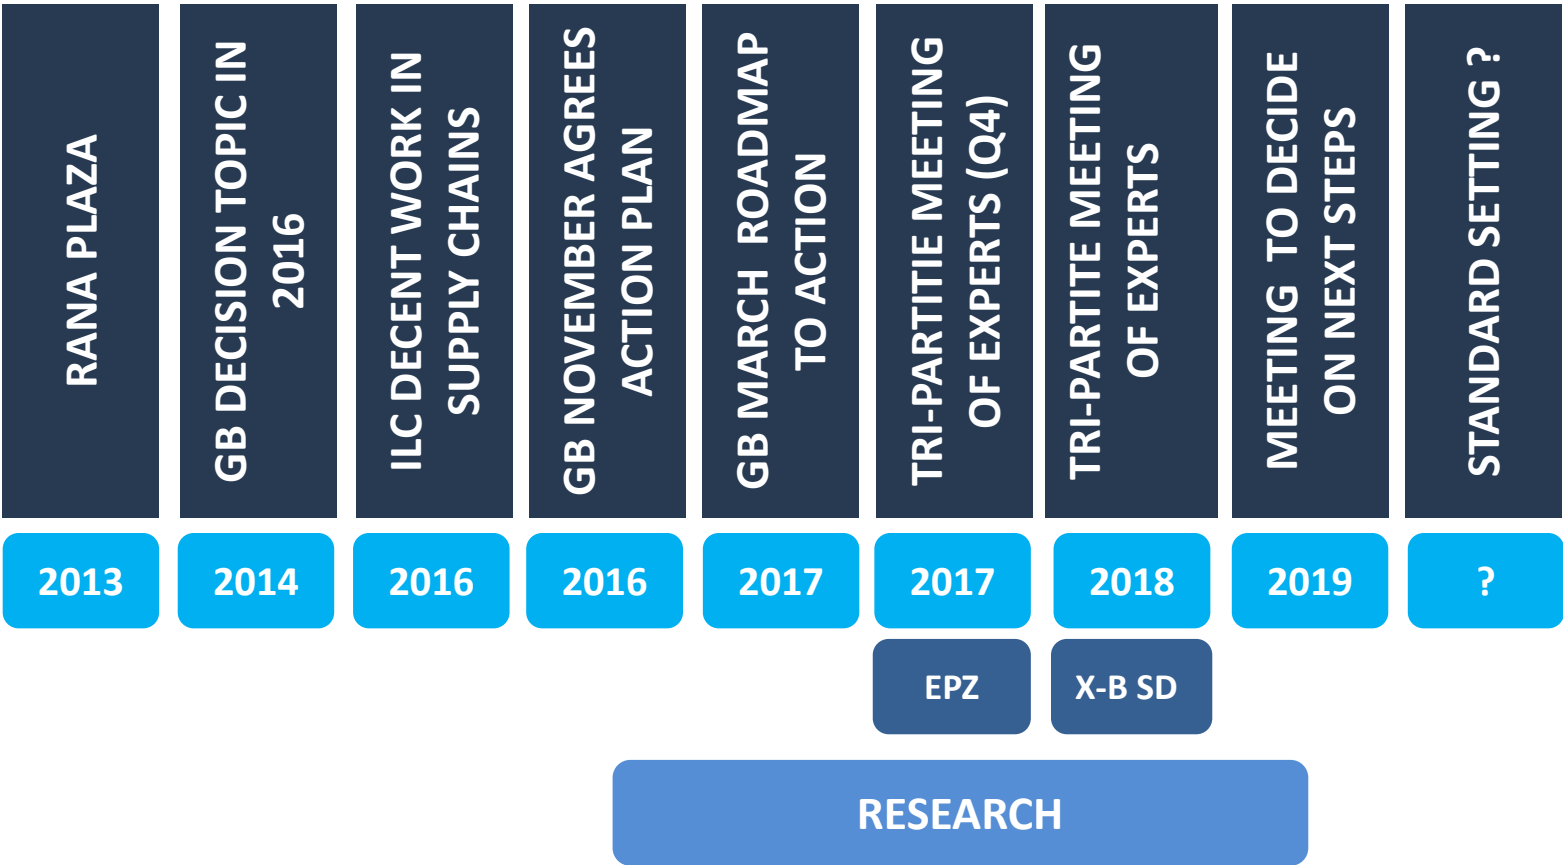 RANA PLAZA
GB DECISION TOPIC IN
2016
ILC DECENT WORK IN
SUPPLY CHAINS
GB NOVEMBER AGREES
ACTION PLAN
GB MARCH ROADMAP
TO ACTION
TRI-PARTITIE MEETING
OF EXPERTS (Q4)
TRI-PARTITE MEETING
OF EXPERTS
MEETING TO DECIDE
ON NEXT STEPS
STANDARD SETTING ?
2013
2014
2016
2016
2017
2017
2018
2019
?
EPZ
X-B SD
RESEARCH